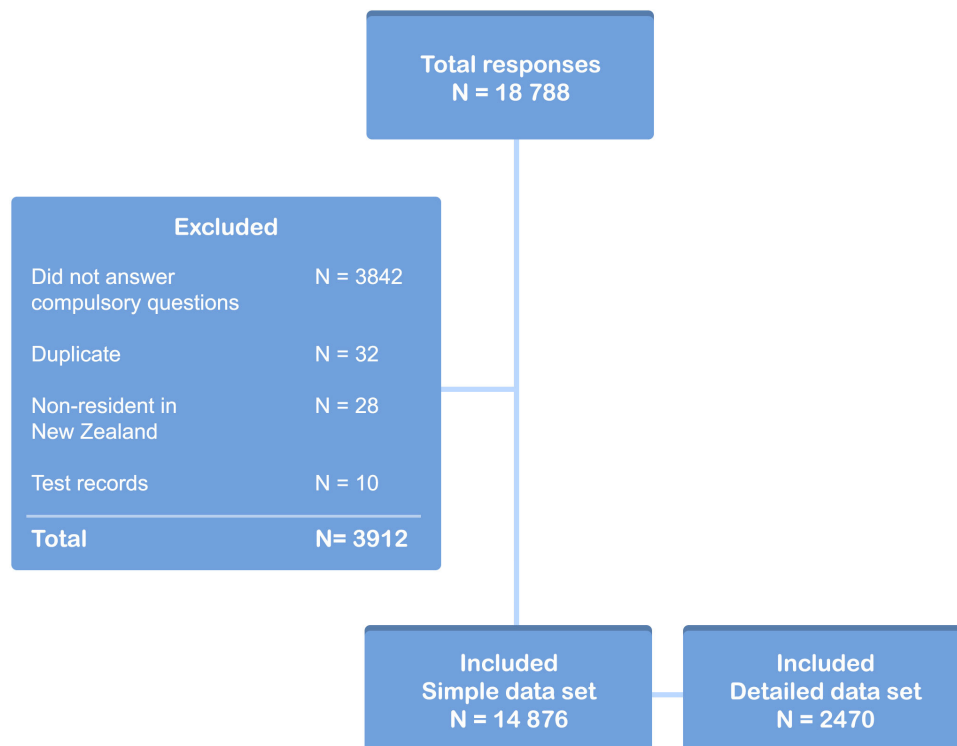 Total responses
N = 18 788
Excluded
Did not answer
compulsory questions
N = 3842
Duplicate
N = 32
Non-resident in
New Zealand
N = 28
Test records
N = 10
Total
N= 3912
Included
Simple data set
N = 14 876
Included
Detailed data set
N = 2470